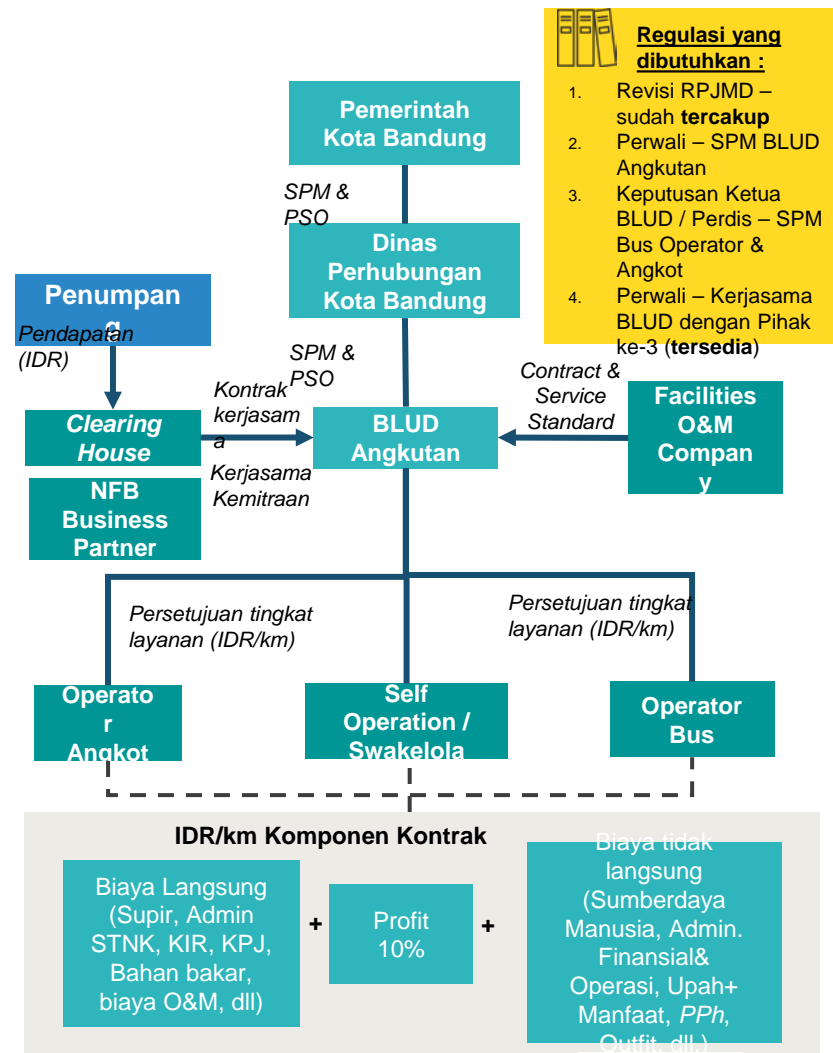 Regulasi yang
dibutuhkan :
1. Revisi RPJMD –
sudah tercakup
2. Perwali – SPM BLUD
Angkutan
3. Keputusan Ketua
BLUD / Perdis – SPM
Bus Operator &
Angkot
4. Perwali – Kerjasama
BLUD dengan Pihak
ke-3 (tersedia)
Pemerintah
Kota Bandung
SPM &
PSO
Dinas
Perhubungan
Kota Bandung
Penumpan
g
Pendapatan
(IDR)
SPM &
PSO
Kontrak
kerjasam
a
Contract &
Service
Standard
Clearing
House
BLUD
Angkutan
Facilities
O&M
Compan
y
Kerjasama
Kemitraan
NFB
Business
Partner
Persetujuan tingkat
layanan (IDR/km)
Persetujuan tingkat
layanan (IDR/km)
Operato
r
Angkot
Self
Operation /
Swakelola
Operator
Bus
IDR/km Komponen Kontrak
Biaya Langsung
(Supir, Admin
STNK, KIR, KPJ,
Bahan bakar,
biaya O&M, dll)
+
Profit
10%
+
Biaya tidak
langsung
(Sumberdaya
Manusia, Admin.
Finansial&
Operasi, Upah+
Manfaat, PPh,
Outfit, dll.)